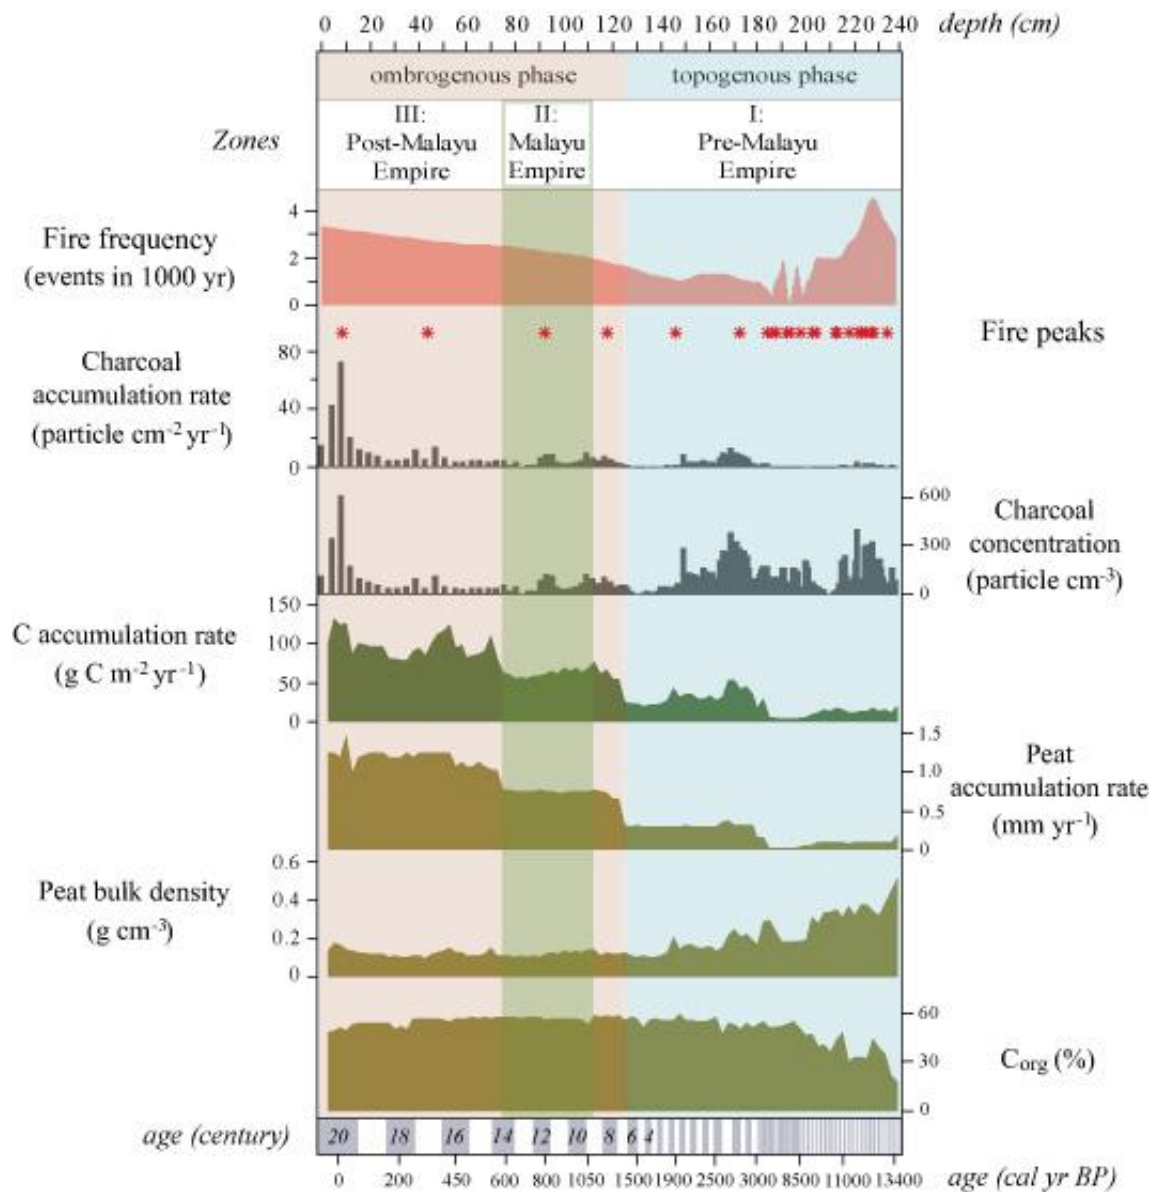 0 20 40 60 80 100 120 140 160 180 200 220 240 depth (cm)
ombrogenous phase topogenous phase
Zones
III:
Post-Malayu
Empire
II:
Malayu
Empire
I:
Pre-Malayu
Empire
Fire frequency
(events in 1000 yr)
4
2
0
Fire peaks
Charcoal
accumulation rate
(particle cm-2 yr-1)
80
40
0
600
300
0
Charcoal
concentration
(particle cm-3)
C accumulation rate
(g C m-2 yr-1)
150
100
50
0
1.5
1.0
0.5
0
Peat
accumulation rate
(mm yr-1)
Peat bulk density
(g cm-3)
0.6
0.4
0.2
0
60
30
0
Corg (%)
age (century) 20 18 16 14 12 10 8 6 4
0 200 450 600 800 1050 1500 1900 2500 3000 8500 11000 13400 age (cal yr BP)